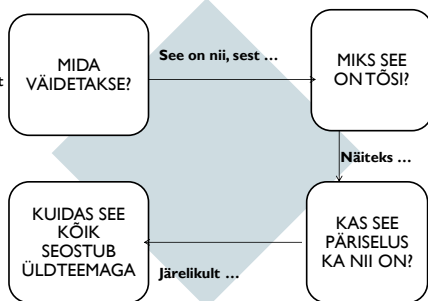 MIDA
VÄIDETAKSE?
See on nii, sest …
MIKS SEE
ON TÕSI?
Näiteks …
KAS SEE
PÄRISELUS
KA NII ON?
Järelikult …
KUIDAS SEE
KÕIK
SEOSTUB
ÜLDTEEMAGA